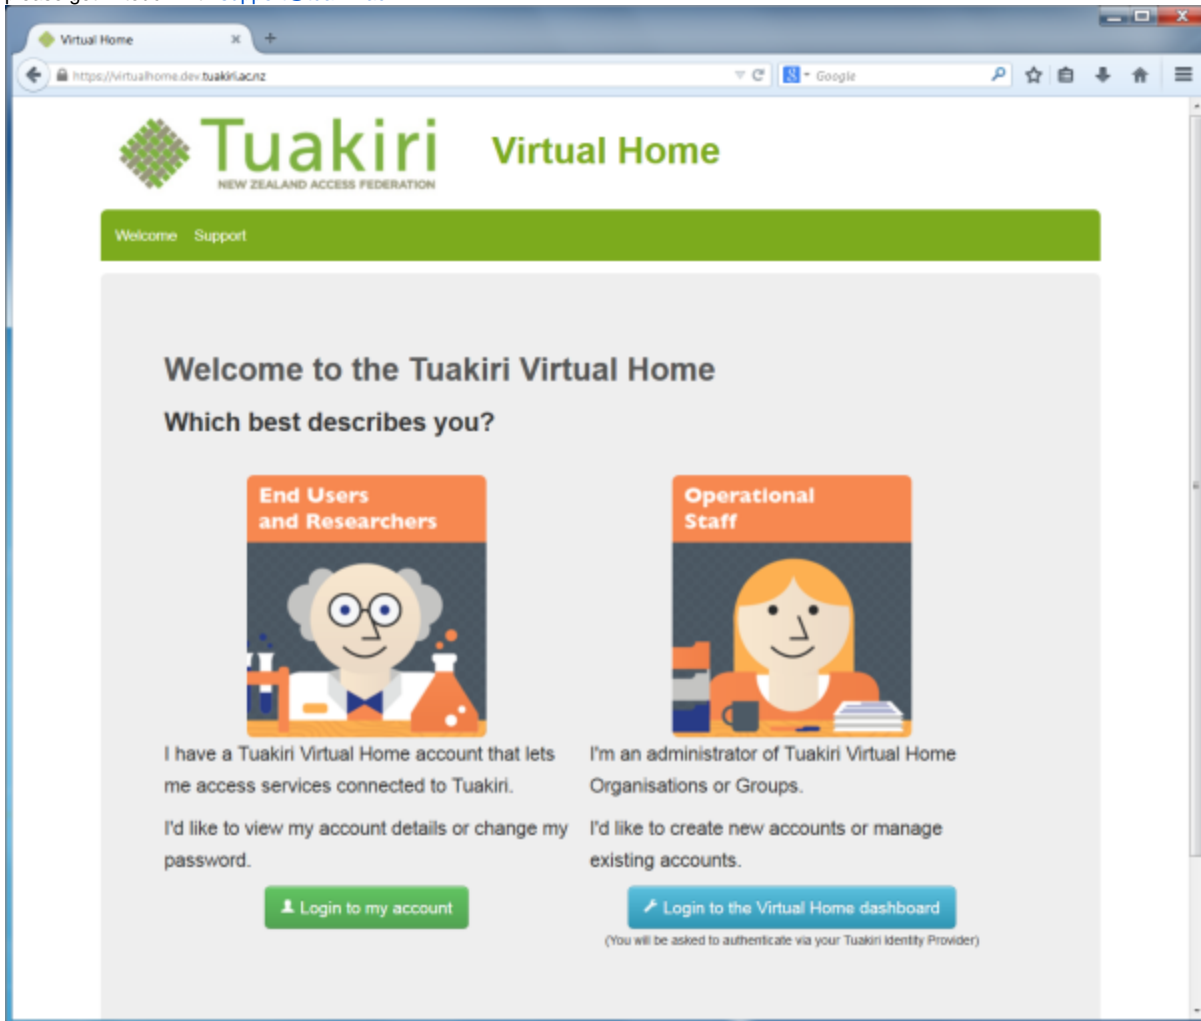 Virtual Home
https://virtualhome.dev.tuakiri.ac.nz
Google
Tuakiri
NEW ZEALAND ACCESS FEDERATION
Virtual Home
Welcome Support
Welcome to the Tuakiri Virtual Home
Which best describes you?
End Users
and Researchers
I have a Tuakiri Virtual Home account that lets
me access services connected to Tuakiri.
I'd like to view my account details or change my
password.
Login to my account
Operational
Staff
I'm an administrator of Tuakiri Virtual Home
Organisations or Groups.
I'd like to create new accounts or manage
existing accounts.
Login to the Virtual Home dashboard
(You will be asked to authenticate via your Tuakiri Identity Provider)